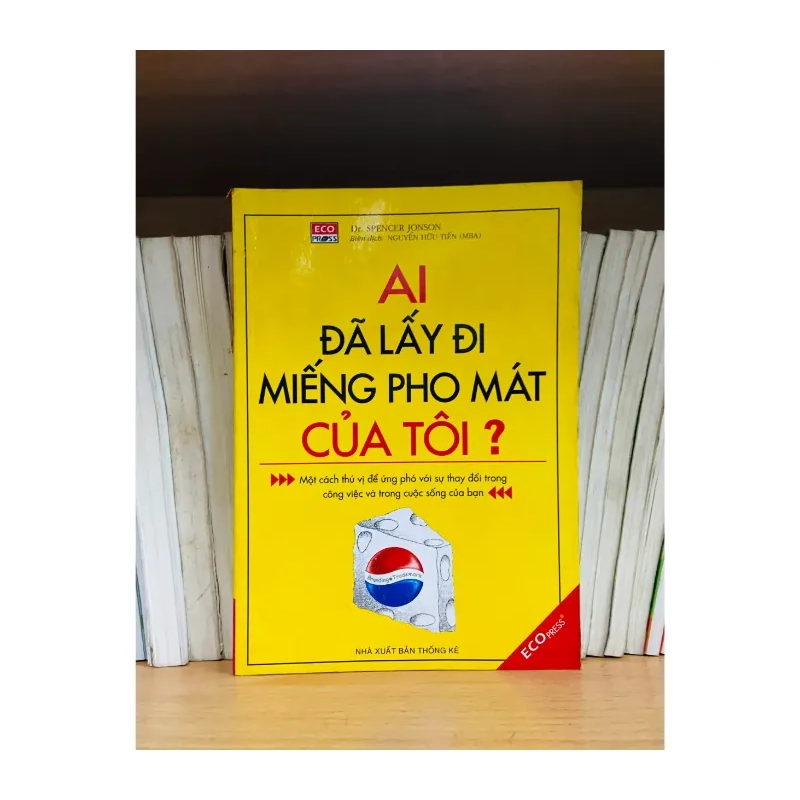 ECO
PRESS
Dr. SPENCER JONSON
Biên dịch: NGUYỄN HỮU TIẾN (MBA)
AI
ĐÃ LẤY ĐI
MIẾNG PHO MÁT
CỦA TÔI ?
Một cách thú vị để ứng phó với sự thay đổi trong
công việc và trong cuộc sống của bạn
Branding&Trademark
NHÀ XUẤT BẢN THỐNG KÊ
ECO PRESS®